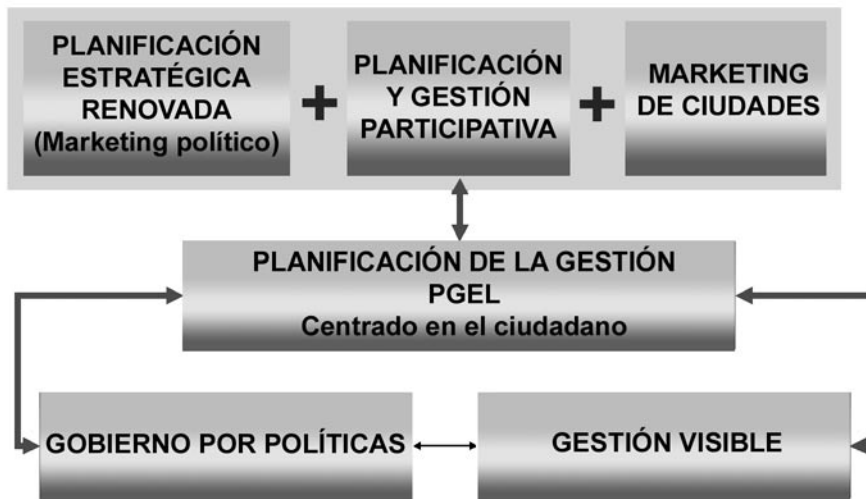 PLANIFICACIÓN
ESTRATÉGICA
RENOVADA
(Marketing político)
+
PLANIFICACIÓN
Y GESTIÓN
PARTICIPATIVA
+
MARKETING
DE CIUDADES
PLANIFICACIÓN DE LA GESTIÓN
PGEL
Centrado en el ciudadano
GOBIERNO POR POLÍTICAS
GESTIÓN VISIBLE